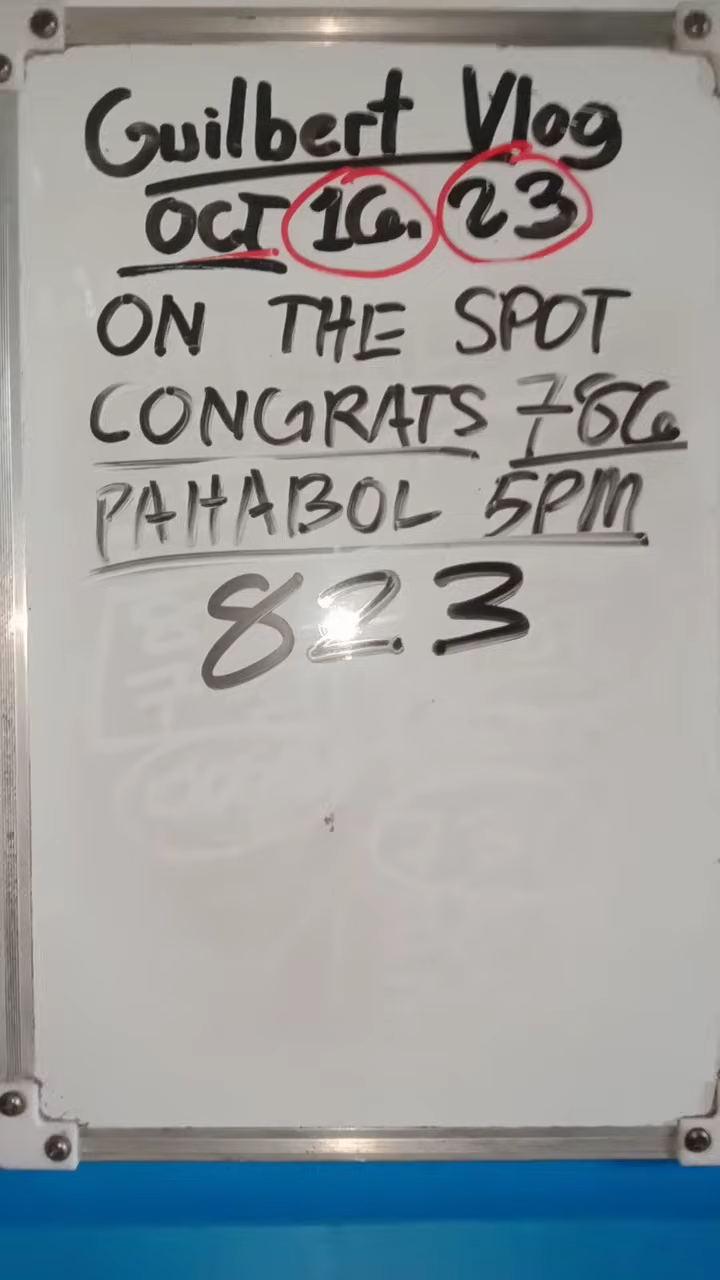 Guilbert Vlog
OCT 16. 23
ON THE SPOT
CONGRATS 786
PAHABOL 5PM
823